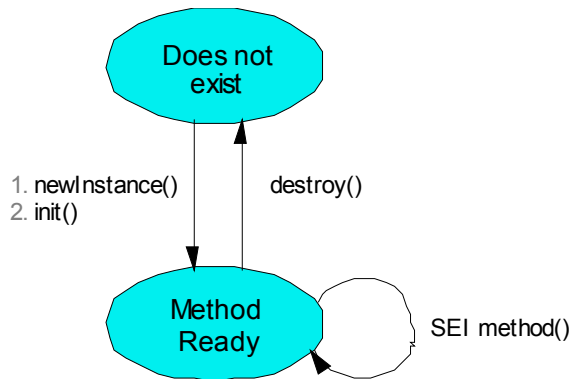 Does not
exist
1. newInstance()
2. init()
destroy()
Method
Ready
SEI method()